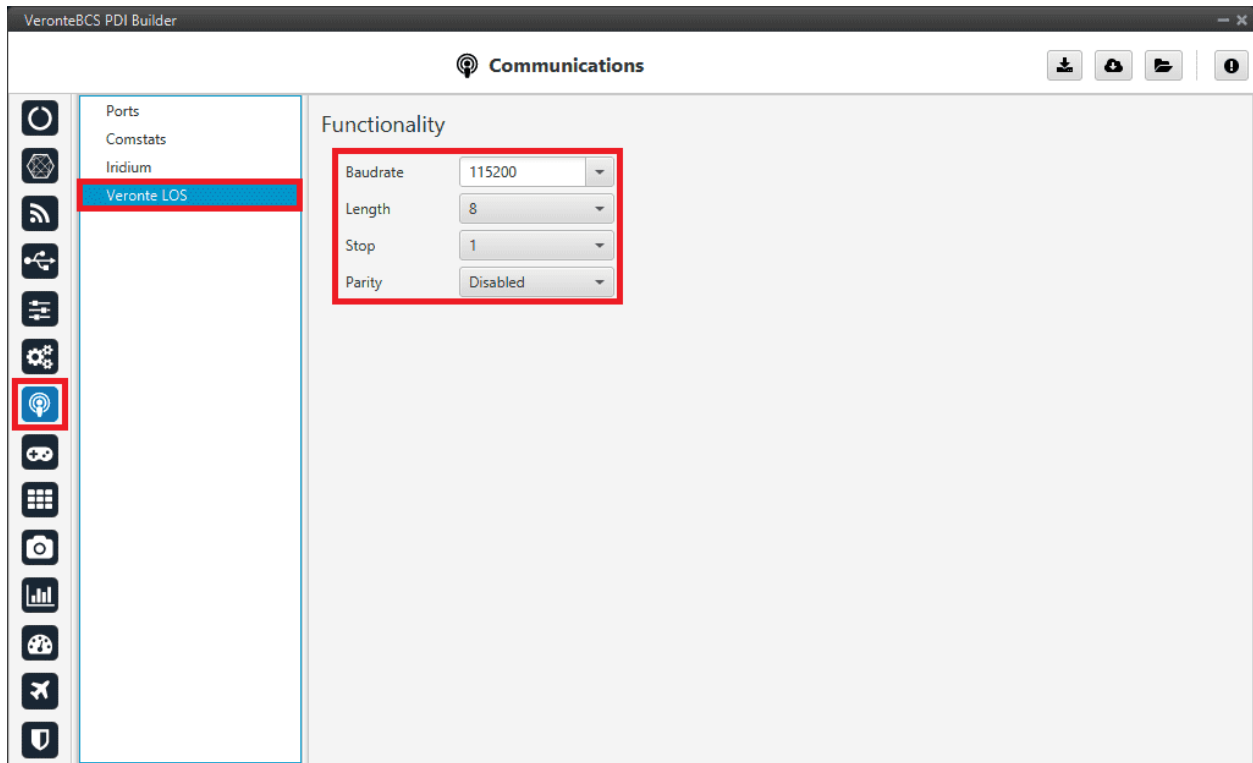 VeronteBCS PDI Builder
Communications
Ports
Comstats
Iridium
Veronte LOS
Functionality
Baudrate 115200
Length 8
Stop 1
Parity Disabled